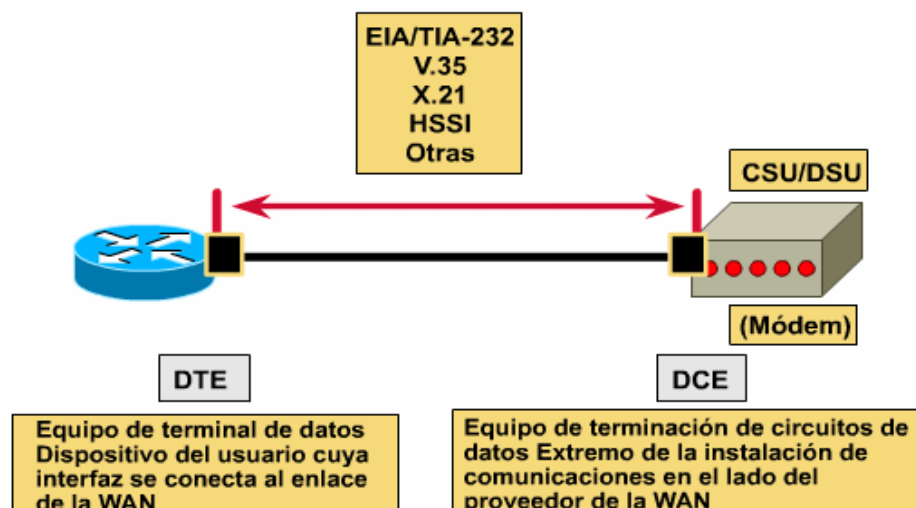 EIA/TIA-232
V.35
X.21
HSSI
Otras
CSU/DSU
(Módem)
DTE
DCE
Equipo de terminal de datos
Dispositivo del usuario cuya
interfaz se conecta al enlace
de la WAN
Equipo de terminación de circuitos de
datos Extremo de la instalación de
comunicaciones en el lado del
proveedor de la WAN